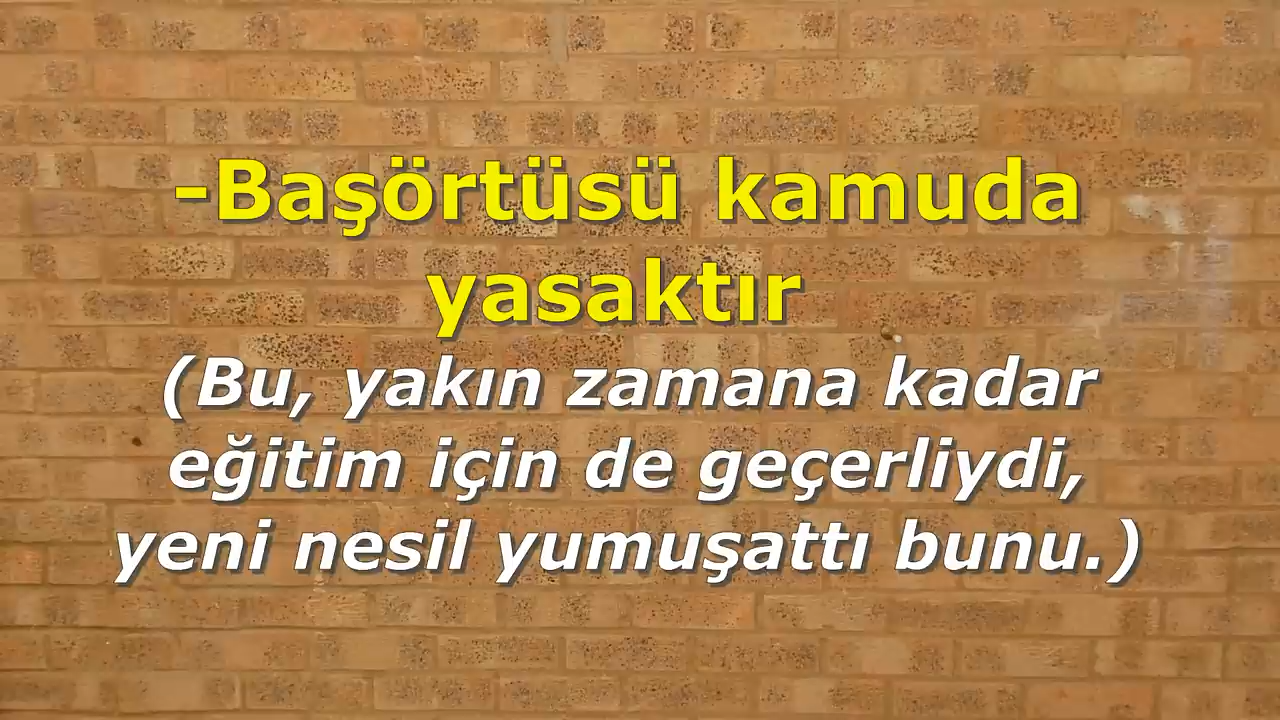 -Başörtüsü kamuda
yasaktır
(Bu, yakın zamana kadar
eğitim için de geçerliydi,
yeni nesil yumuşattı bunu.)